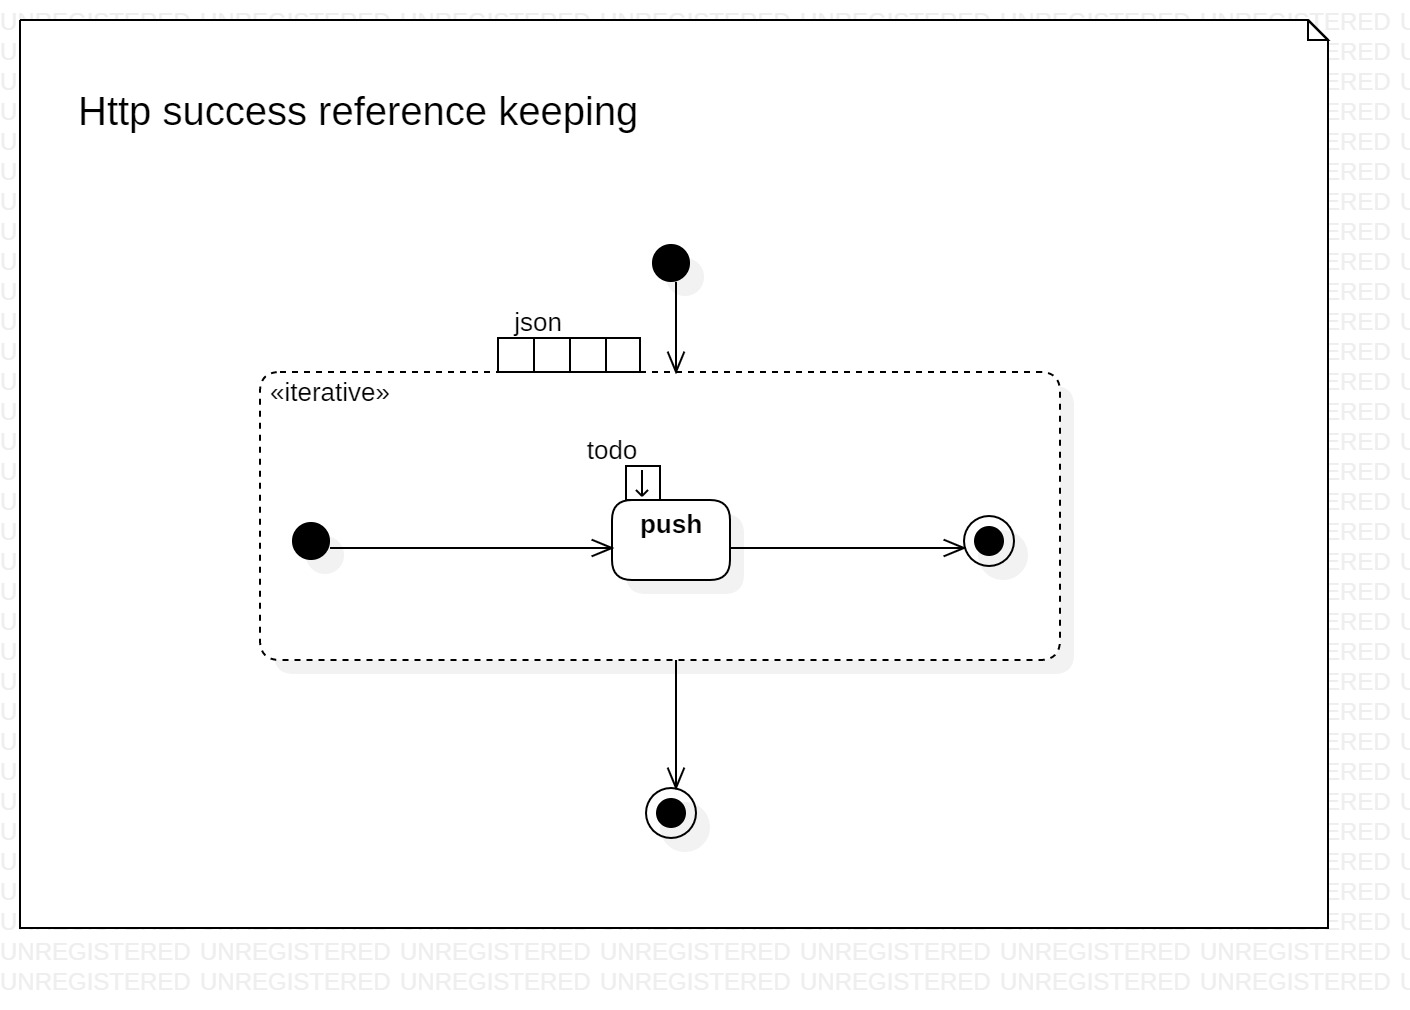 Http success reference keeping
json
«iterative»
todo
push
UNREGISTERED UNREGISTERED UNREGISTERED UNREGISTERED UNREGISTERED UNREGISTERED UNREGISTERED
UNREGISTERED UNREGISTERED UNREGISTERED UNREGISTERED UNREGISTERED UNREGISTERED UNREGISTERED